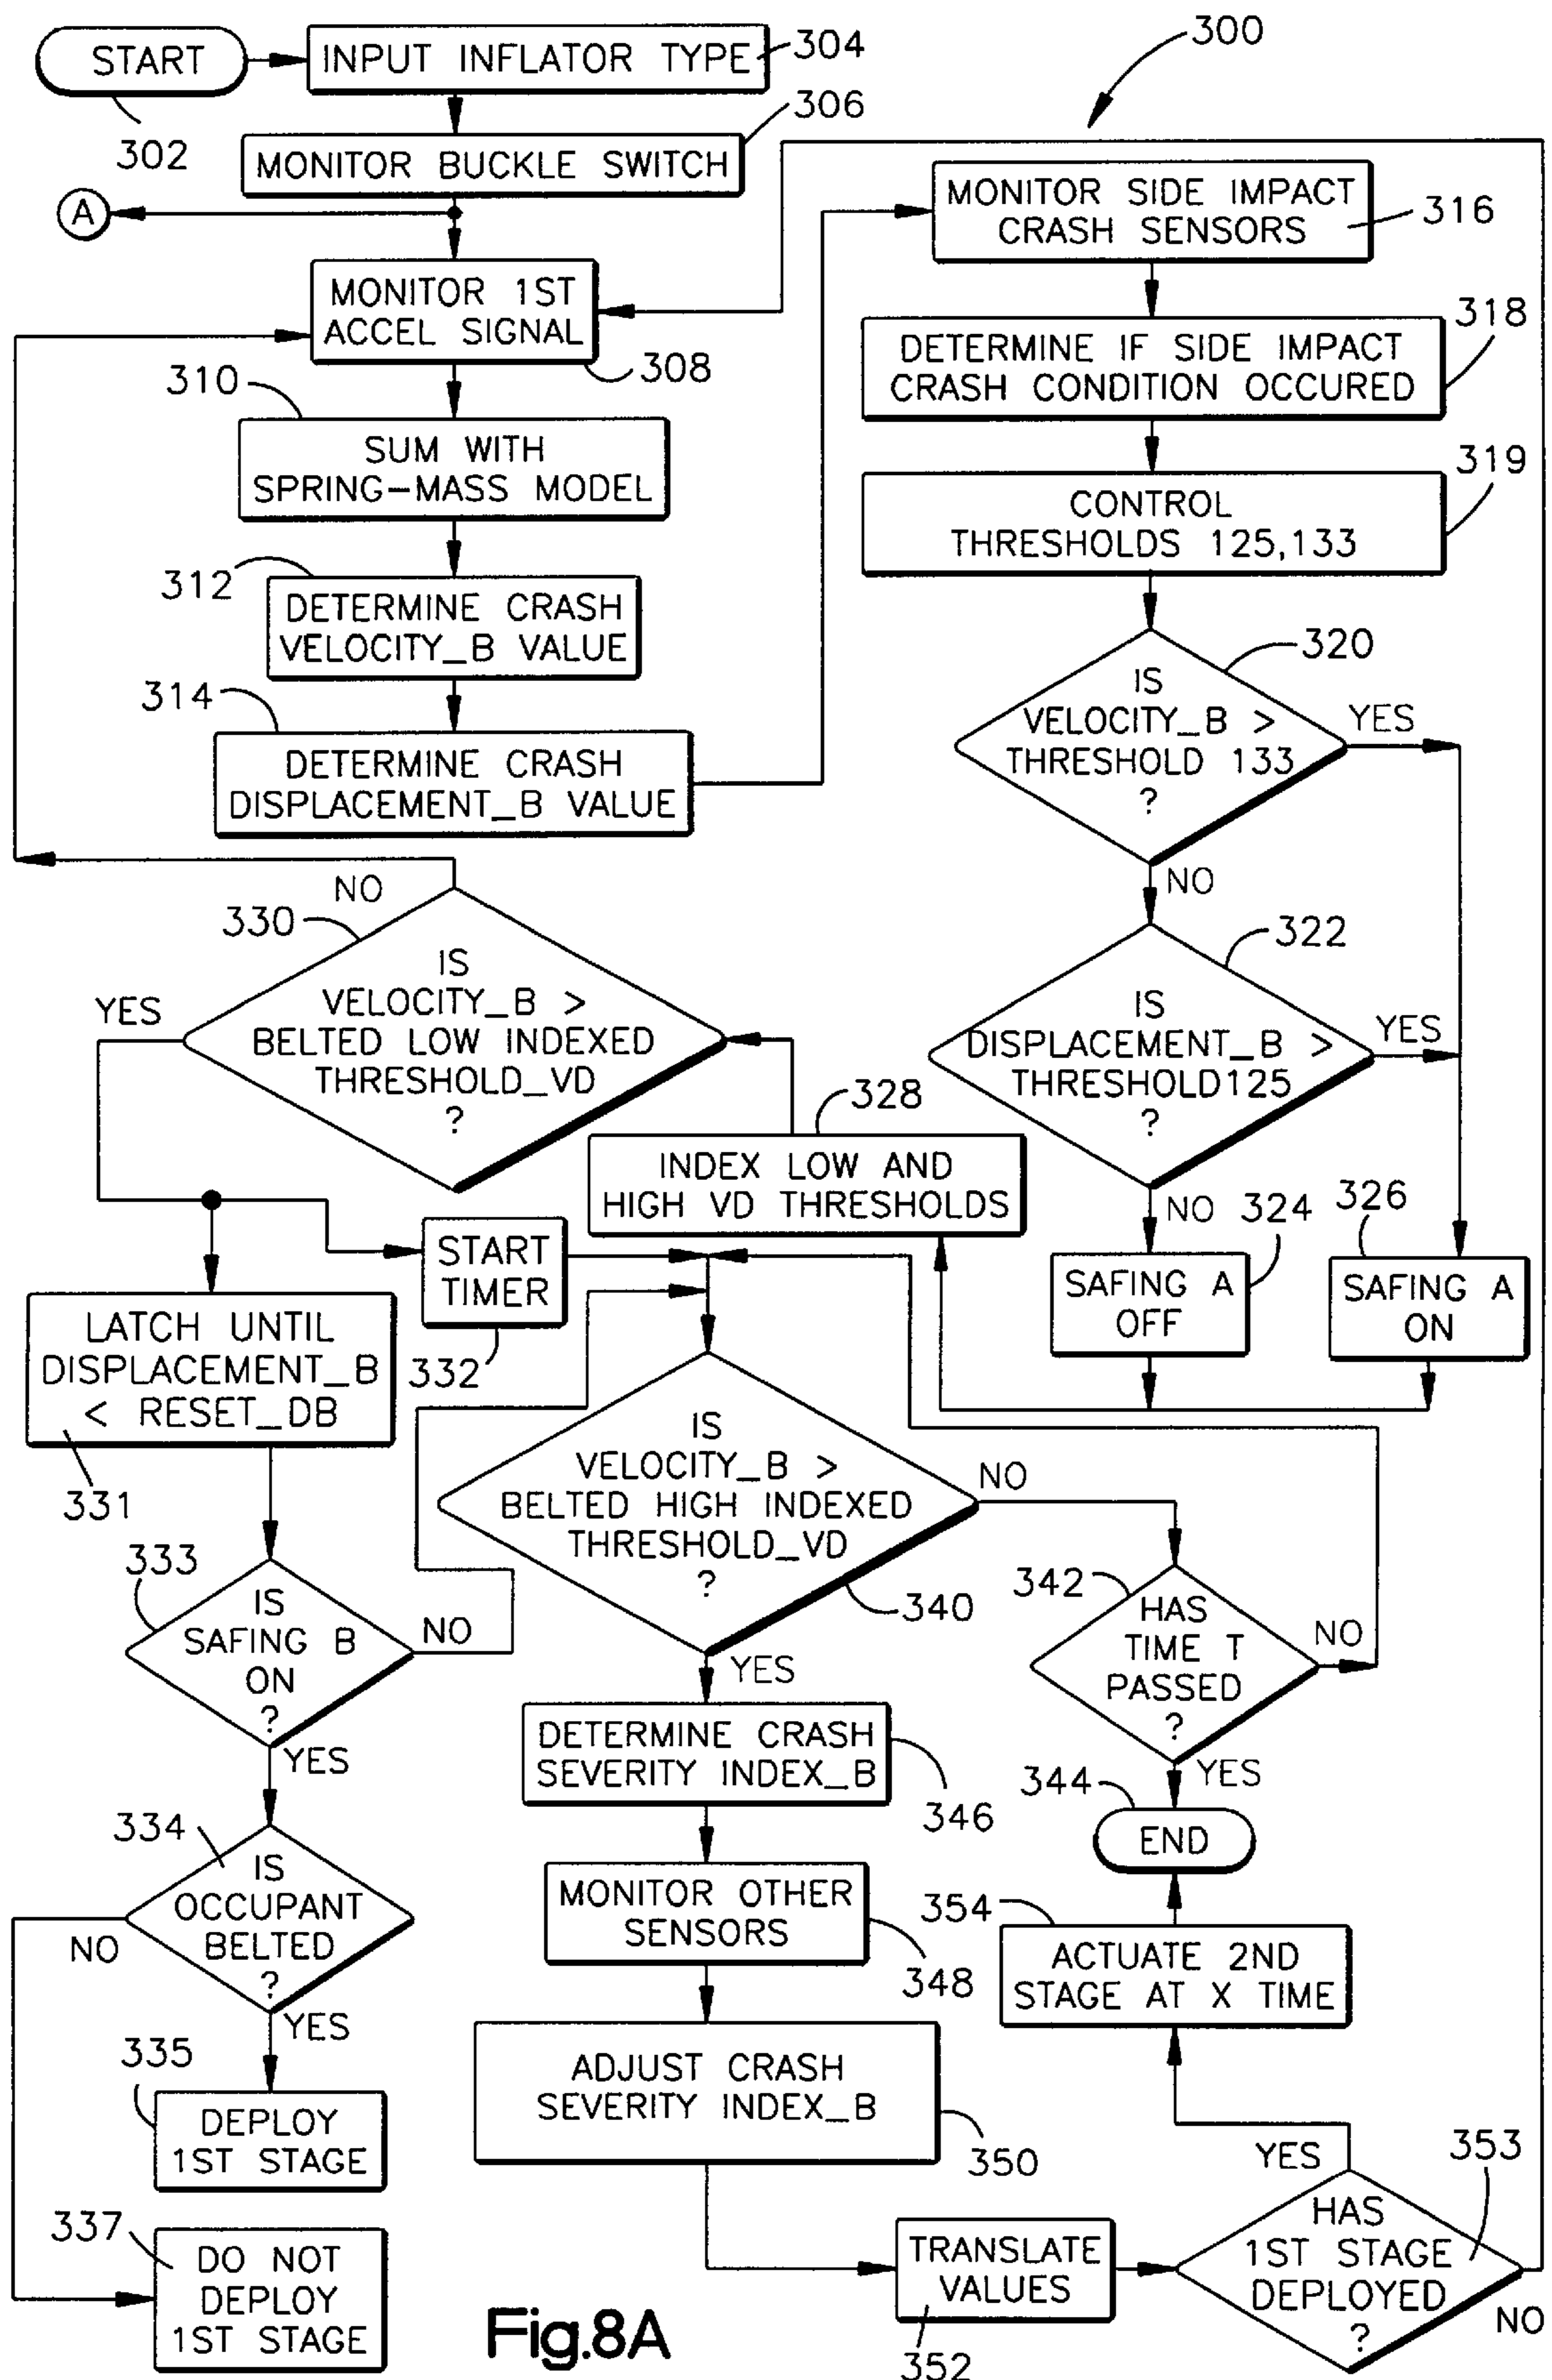 START
302
INPUT INFLATOR TYPE
304
300
MONITOR BUCKLE SWITCH
306
A
MONITOR 1ST
ACCEL SIGNAL
308
310
SUM WITH
SPRING-MASS MODEL
312
DETERMINE CRASH
VELOCITY_B VALUE
314
DETERMINE CRASH
DISPLACEMENT_B VALUE
MONITOR SIDE IMPACT
CRASH SENSORS
316
318
DETERMINE IF SIDE IMPACT
CRASH CONDITION OCCURED
319
CONTROL
THRESHOLDS 125,133
320
IS
VELOCITY_B >
THRESHOLD 133
?
YES
NO
322
IS
DISPLACEMENT_B >
THRESHOLD125
?
YES
NO
324
SAFING A
OFF
326
SAFING A
ON
328
INDEX LOW AND
HIGH VD THRESHOLDS
NO
330
IS
VELOCITY_B >
BELTED LOW INDEXED
THRESHOLD_VD
?
YES
START
TIMER
332
LATCH UNTIL
DISPLACEMENT_B
< RESET_DB
331
333
IS
SAFING B
ON
?
NO
YES
334
IS
OCCUPANT
BELTED
?
NO
YES
335
DEPLOY
1ST STAGE
337
DO NOT
DEPLOY
1ST STAGE
IS
VELOCITY_B >
BELTED HIGH INDEXED
THRESHOLD_VD
?
340
NO
YES
342
HAS
TIME T
PASSED
?
NO
YES
344
END
DETERMINE CRASH
SEVERITY INDEX_B
346
MONITOR OTHER
SENSORS
348
ADJUST CRASH
SEVERITY INDEX_B
350
TRANSLATE
VALUES
352
HAS
1ST STAGE
DEPLOYED
?
353
YES
NO
354
ACTUATE 2ND
STAGE AT X TIME
Fig.8A